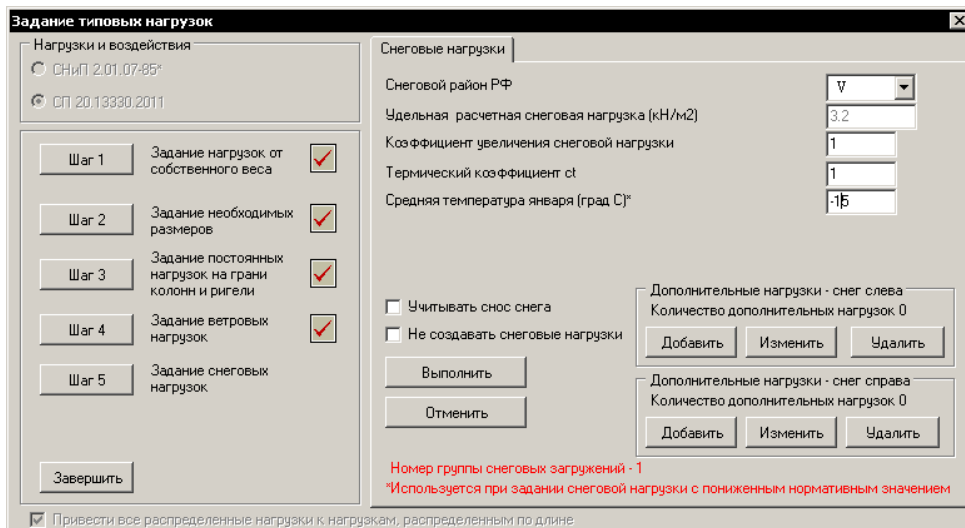 Задание типовых нагрузок
Нагрузки и воздействия
СНиП 2.01.07-85*
СП 20.13330.2011
Шаг 1
Задание нагрузок от
собственного веса
Шаг 2
Задание необходимых
размеров
Шаг 3
Задание постоянных
нагрузок на грани
колонн и ригели
Шаг 4
Задание ветровых
нагрузок
Шаг 5
Задание снеговых
нагрузок
Завершить
Снеговые нагрузки
Снеговой район РФ
V
Удельная расчетная снеговая нагрузка (кН/м2)
3.2
Коэффициент увеличения снеговой нагрузки
1
Термический коэффициент ct
1
Средняя температура января (град С)*
-15
Учитывать снос снега
Не создавать снеговые нагрузки
Выполнить
Отменить
Дополнительные нагрузки - снег слева
Количество дополнительных нагрузок 0
Добавить
Изменить
Удалить
Дополнительные нагрузки - снег справа
Количество дополнительных нагрузок 0
Добавить
Изменить
Удалить
Номер группы снеговых загружений - 1
*Используется при задании снеговой нагрузки с пониженным нормативным значением
Привести все распределенные нагрузки к нагрузкам, распределенным по длине